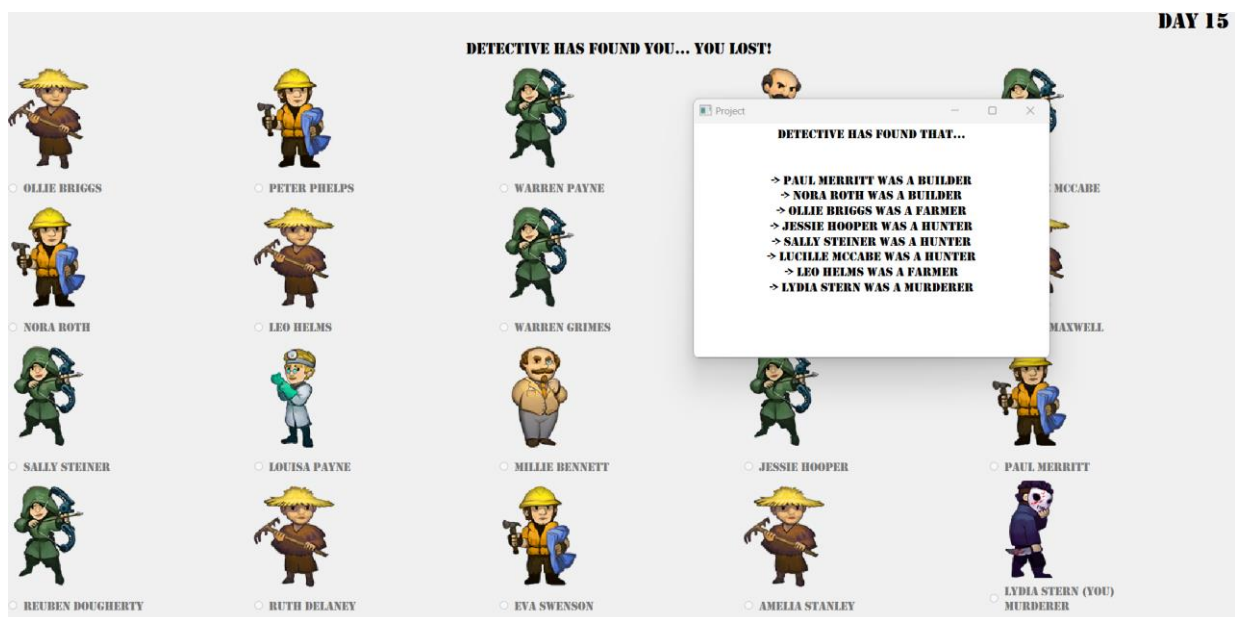 DAY 15
DETECTIVE HAS FOUND YOU... YOU LOST!
Project
DETECTIVE HAS FOUND THAT...
-> PAUL MERRITT WAS A BUILDER
-> NORA ROTH WAS A BUILDER
-> OLLIE BRIGGS WAS A FARMER
-> JESSIE HOOPER WAS A HUNTER
-> SALLY STEINER WAS A HUNTER
-> LUCILLE MCCABE WAS A HUNTER
-> LEO HELMS WAS A FARMER
-> LYDIA STERN WAS A MURDERER
OLLIE BRIGGS
PETER PHELPS
WARREN PAYNE
MCCABE
NORA ROTH
LEO HELMS
WARREN GRIMES
MAXWELL
SALLY STEINER
LOUISA PAYNE
MILLIE BENNETT
JESSIE HOOPER
PAUL MERRITT
REUBEN DOUGHERTY
RUTH DELANEY
EVA SWENSON
AMELIA STANLEY
LYDIA STERN (YOU)
MURDERER